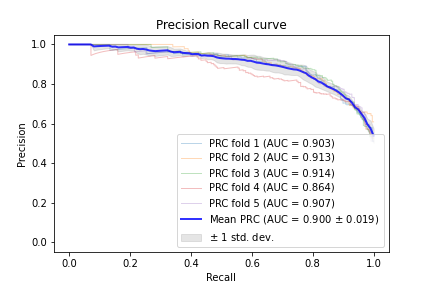 Precision Recall curve
1.0
0.8
0.6
0.4
0.2
0.0
Precision
PRC fold 1 (AUC = 0.903)
PRC fold 2 (AUC = 0.913)
PRC fold 3 (AUC = 0.914)
PRC fold 4 (AUC = 0.864)
PRC fold 5 (AUC = 0.907)
Mean PRC (AUC = 0.900 ± 0.019)
± 1 std. dev.
0.0 0.2 0.4 0.6 0.8 1.0
Recall